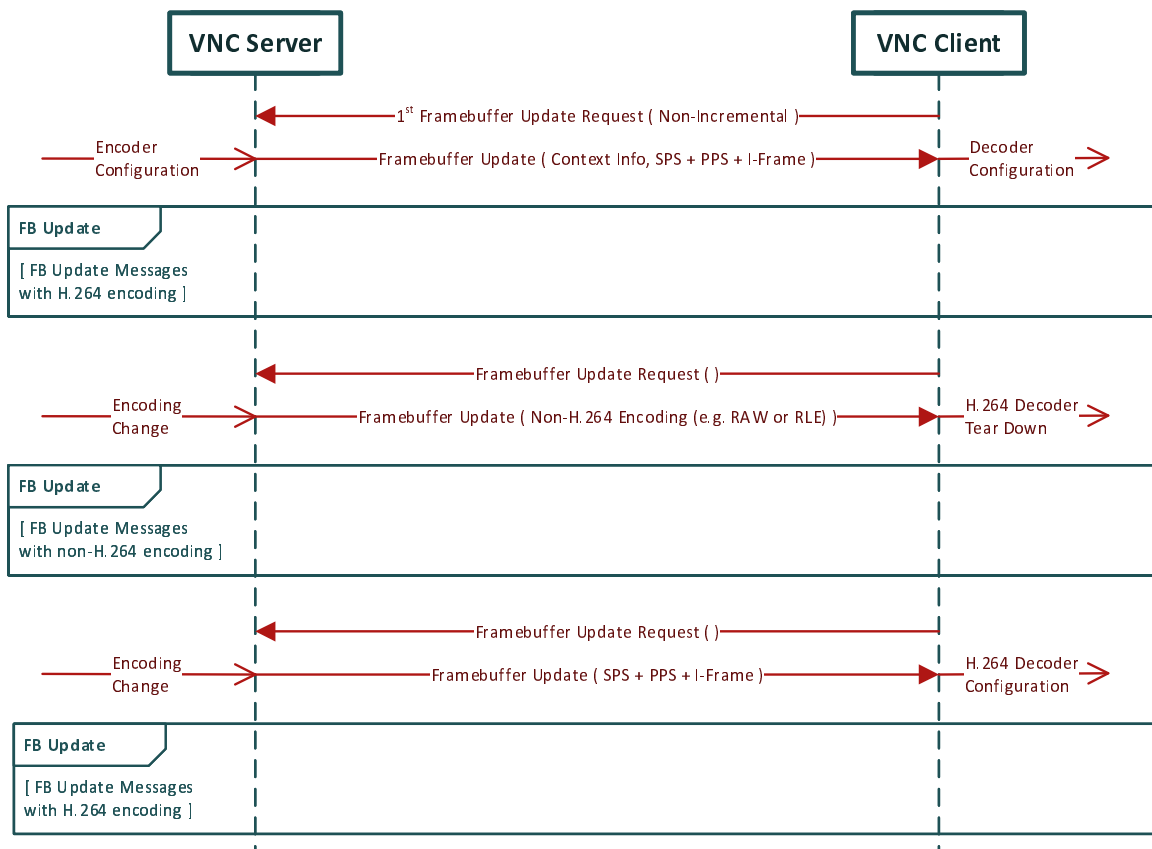 VNC Server
VNC Client
1st Framebuffer Update Request ( Non-Incremental )
Encoder
Configuration
Framebuffer Update ( Context Info, SPS + PPS + I-Frame )
Decoder
Configuration
FB Update
[ FB Update Messages
with H.264 encoding ]
Framebuffer Update Request ( )
Encoding
Change
Framebuffer Update ( Non-H.264 Encoding (e.g. RAW or RLE) )
H.264 Decoder
Tear Down
FB Update
[ FB Update Messages
with non-H.264 encoding ]
Framebuffer Update Request ( )
Encoding
Change
Framebuffer Update ( SPS + PPS + I-Frame )
H.264 Decoder
Configuration
FB Update
[ FB Update Messages
with H.264 encoding ]